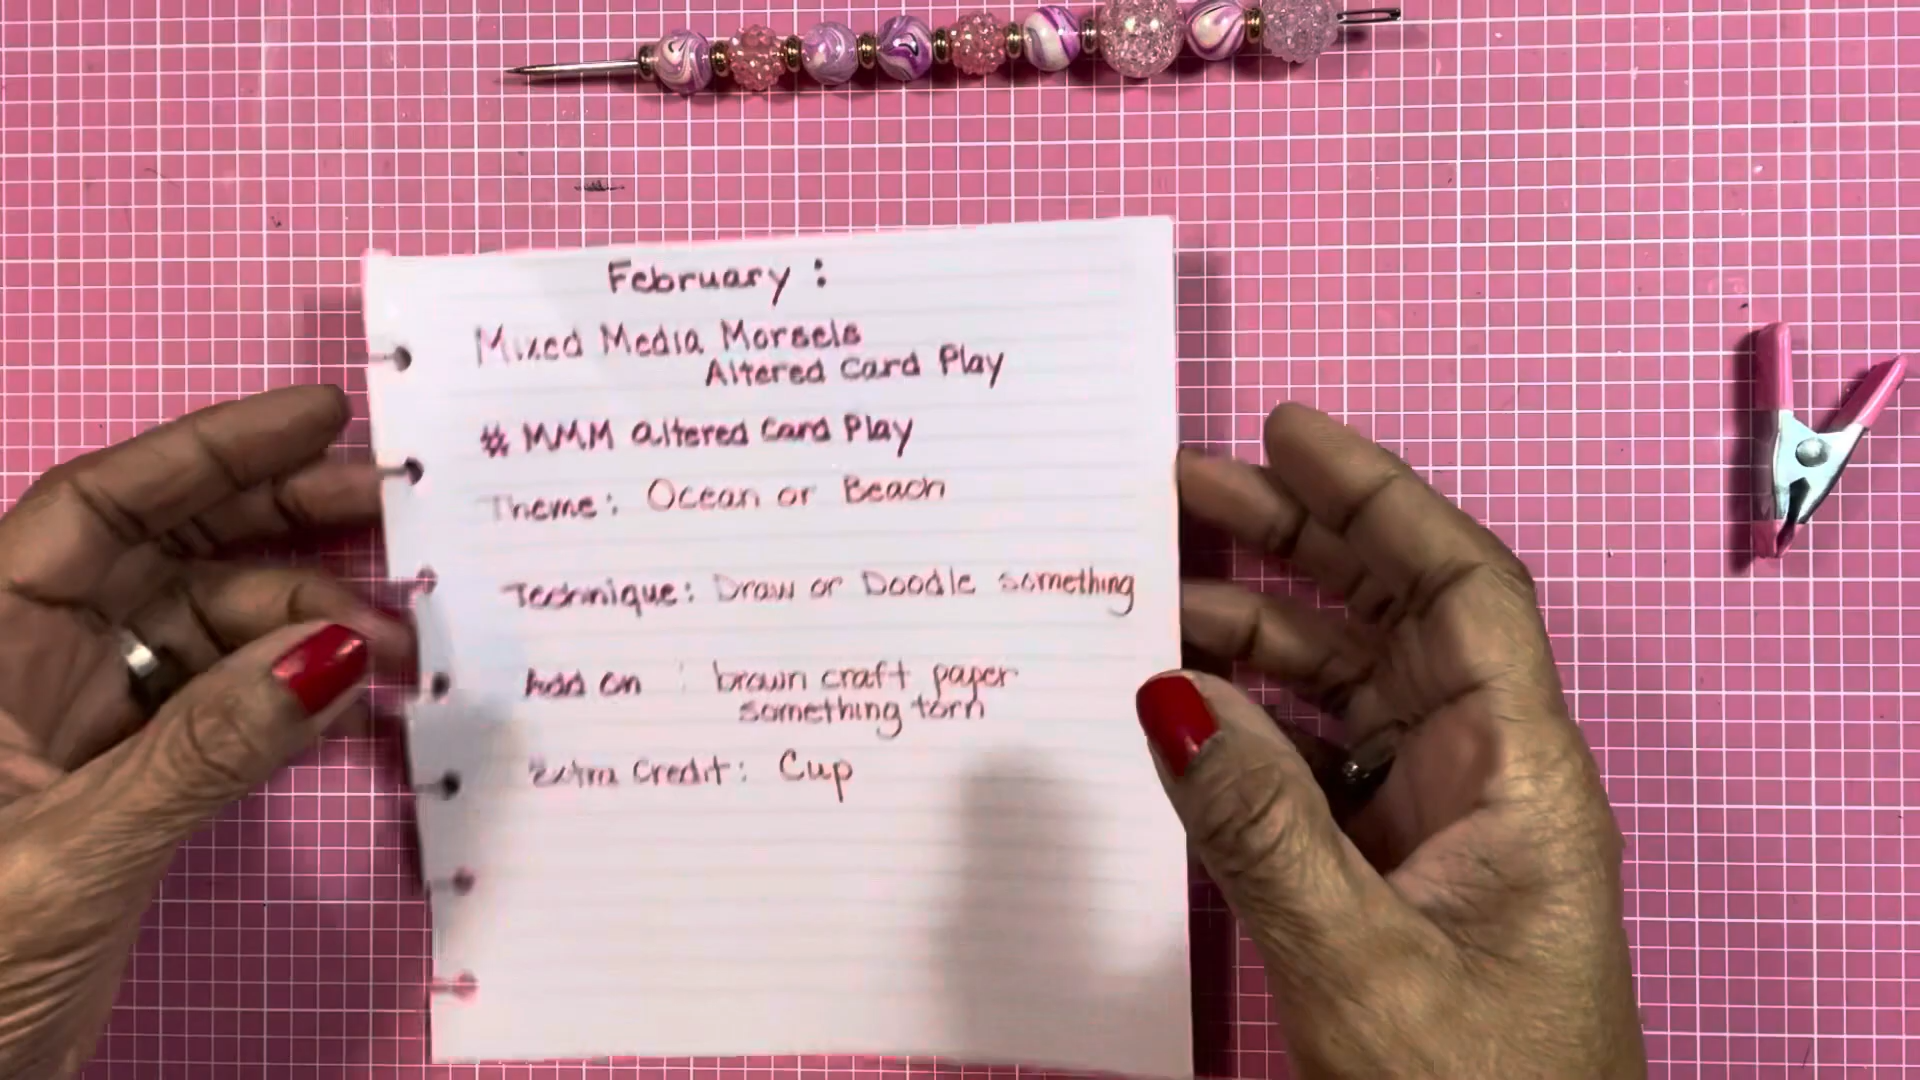 February :
Mixed Media Morsels
Altered Card Play
# MMM Altered Card Play
Theme: Ocean or Beach
Technique: Draw or Doodle something
Add on : brown craft paper
something torn
Extra Credit: Cup